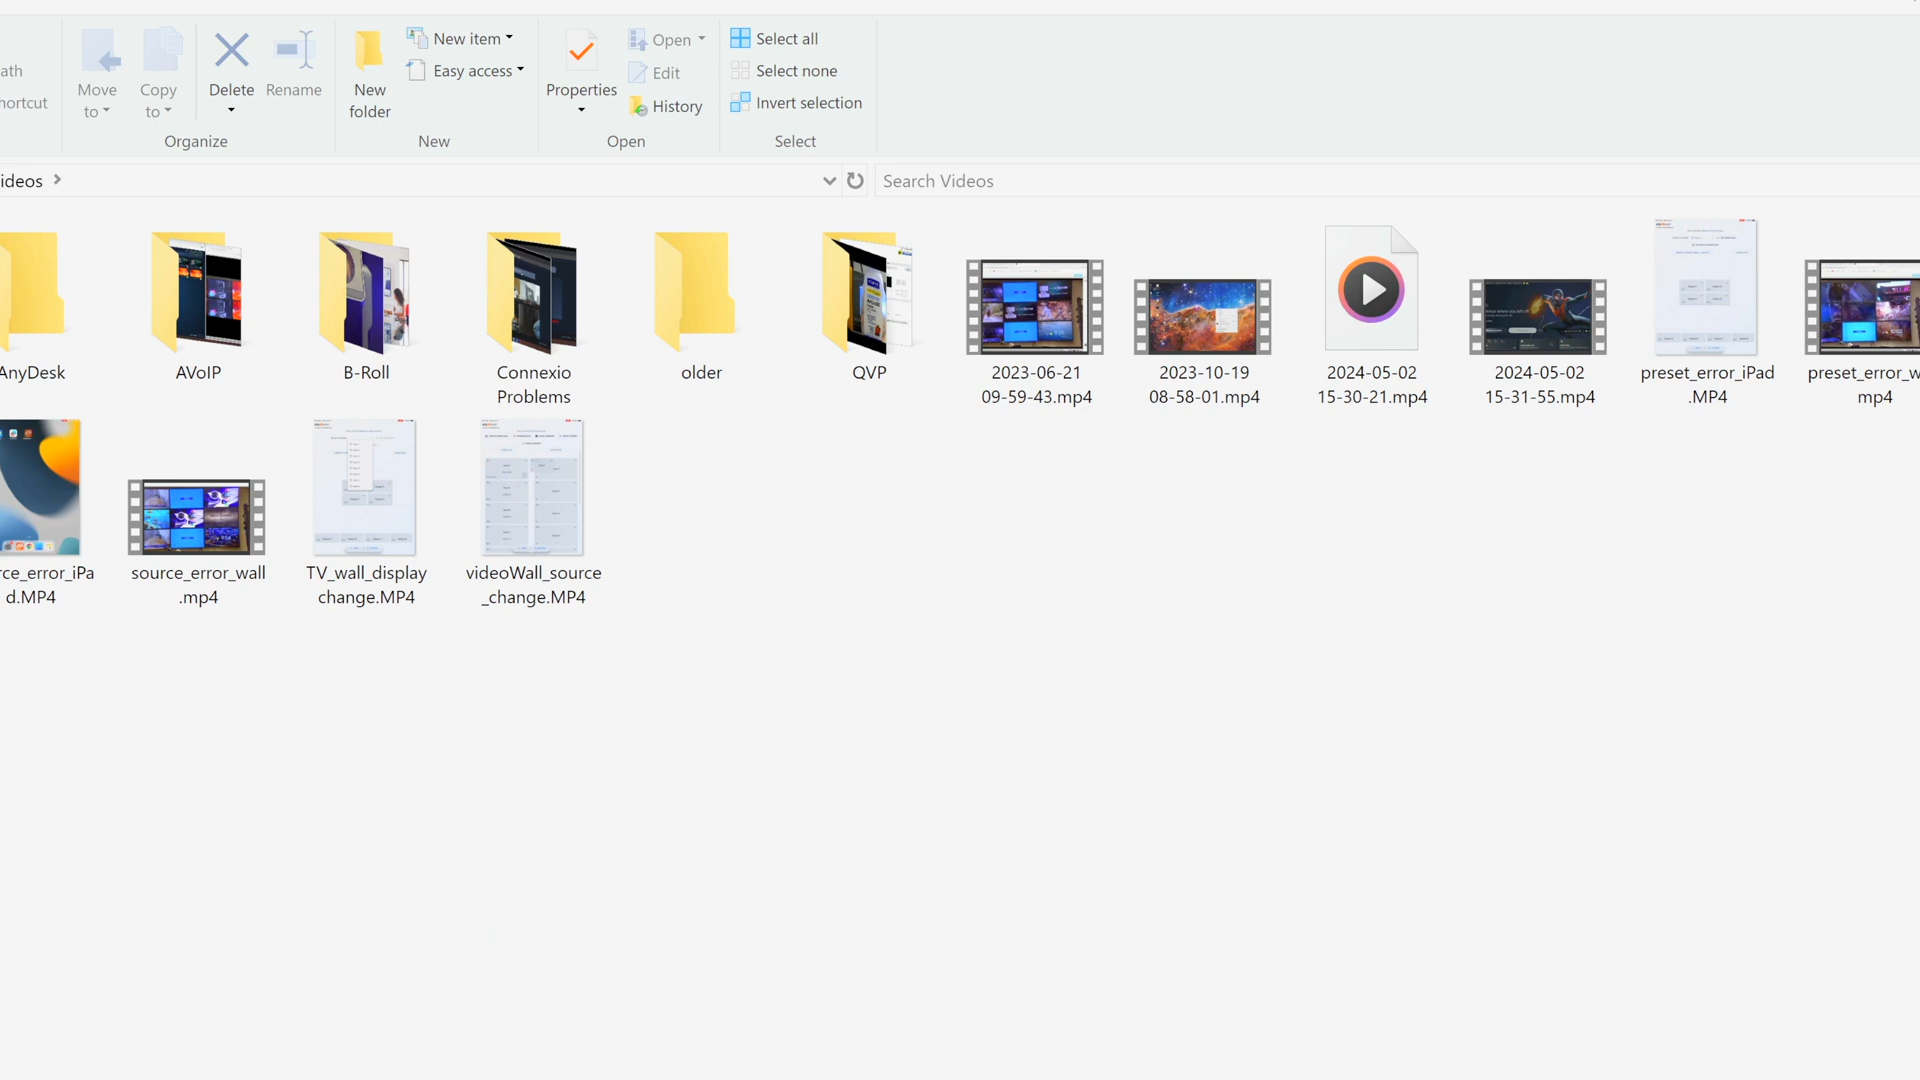 ath
hortcut
Move
to
Copy
to
Delete
Rename
Organize
New
folder
New item
Easy access
New
Properties
Open
Edit
History
Open
Select all
Select none
Invert selection
Select
ideos
Search Videos
AnyDesk
AVoIP
B-Roll
Connexio
Problems
older
QVP
2023-06-21
09-59-43.mp4
2023-10-19
08-58-01.mp4
2024-05-02
15-30-21.mp4
2024-05-02
15-31-55.mp4
preset_error_iPad
.MP4
preset_error_w
mp4
rce_error_iPa
d.MP4
source_error_wall
.mp4
TV_wall_display
change.MP4
videoWall_source
_change.MP4